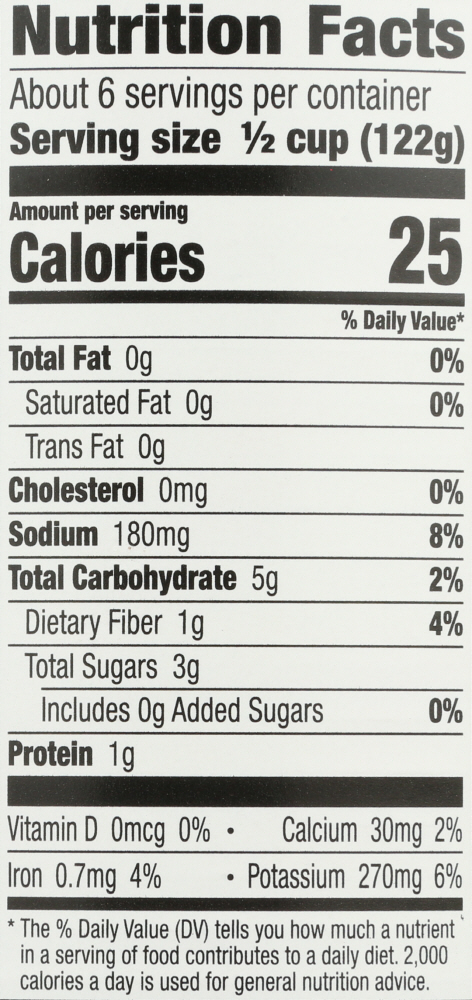 Nutrition Facts
About 6 servings per container
Serving size ½ cup (122g)
Amount per serving
Calories 25
% Daily Value*
Total Fat 0g 0%
Saturated Fat 0g 0%
Trans Fat 0g
Cholesterol 0mg 0%
Sodium 180mg 8%
Total Carbohydrate 5g 2%
Dietary Fiber 1g 4%
Total Sugars 3g
Includes 0g Added Sugars 0%
Protein 1g
Vitamin D 0mcg 0% • Calcium 30mg 2%
Iron 0.7mg 4% • Potassium 270mg 6%
* The % Daily Value (DV) tells you how much a nutrient
in a serving of food contributes to a daily diet. 2,000
calories a day is used for general nutrition advice.